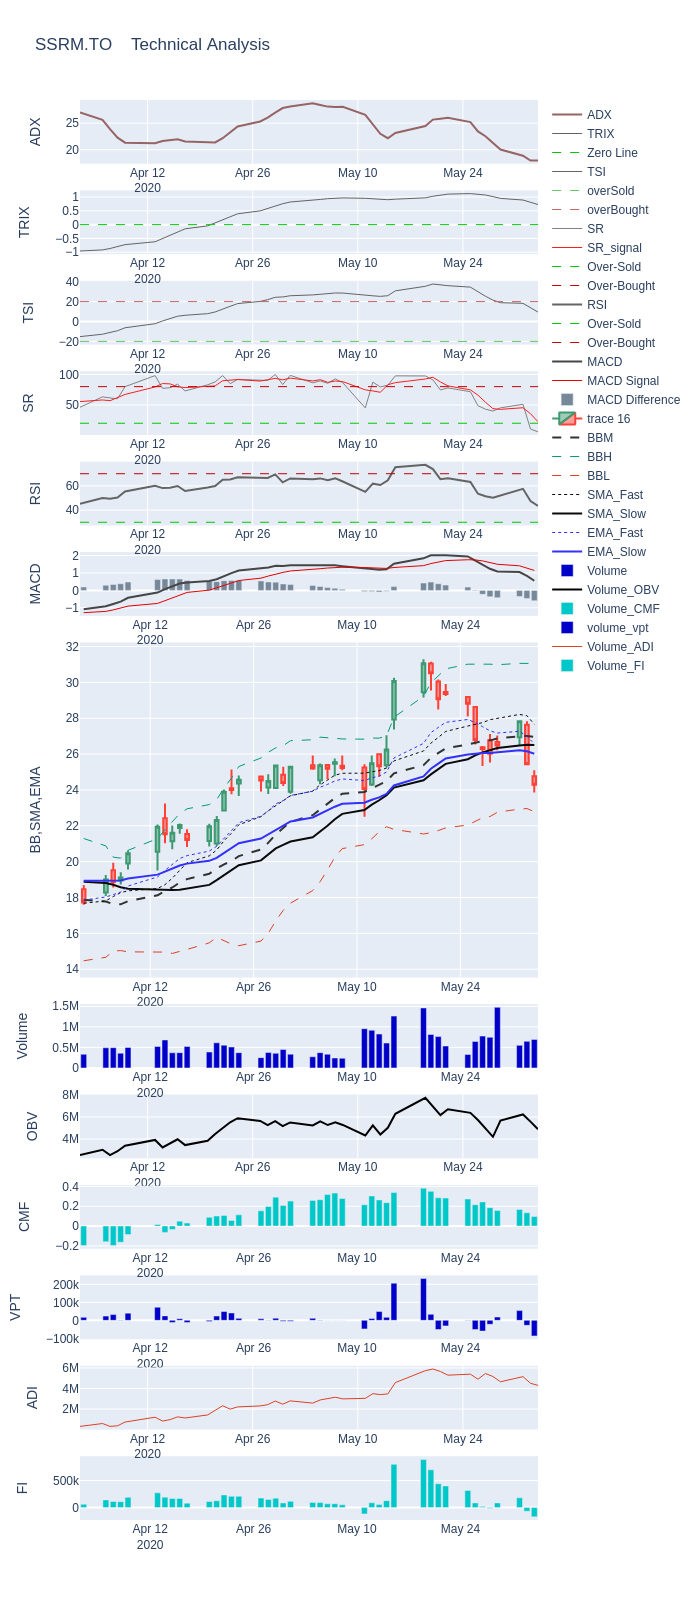 SSRM.TO    Technical Analysis
ADX
25
20
Apr 12
2020
Apr 26
May 10
May 24
TRIX
1
0.5
0
−0.5
−1
Apr 12
2020
Apr 26
May 10
May 24
TSI
40
20
0
−20
Apr 12
2020
Apr 26
May 10
May 24
SR
100
50
Apr 12
2020
Apr 26
May 10
May 24
RSI
60
40
Apr 12
2020
Apr 26
May 10
May 24
MACD
2
1
0
−1
Apr 12
2020
Apr 26
May 10
May 24
BB,SMA,EMA
32
30
28
26
24
22
20
18
16
14
Apr 12
2020
Apr 26
May 10
May 24
Volume
1.5M
1M
0.5M
0
Apr 12
2020
Apr 26
May 10
May 24
OBV
8M
6M
4M
Apr 12
2020
Apr 26
May 10
May 24
CMF
0.4
0.2
0
−0.2
Apr 12
2020
Apr 26
May 10
May 24
VPT
200k
100k
0
−100k
Apr 12
2020
Apr 26
May 10
May 24
ADI
6M
4M
2M
Apr 12
2020
Apr 26
May 10
May 24
FI
500k
0
Apr 12
2020
Apr 26
May 10
May 24
ADX
TRIX
Zero Line
TSI
overSold
overBought
SR
SR_signal
Over-Sold
Over-Bought
RSI
Over-Sold
Over-Bought
MACD
MACD Signal
MACD Difference
trace 16
BBM
BBH
BBL
SMA_Fast
SMA_Slow
EMA_Fast
EMA_Slow
Volume
Volume_OBV
Volume_CMF
volume_vpt
Volume_ADI
Volume_FI